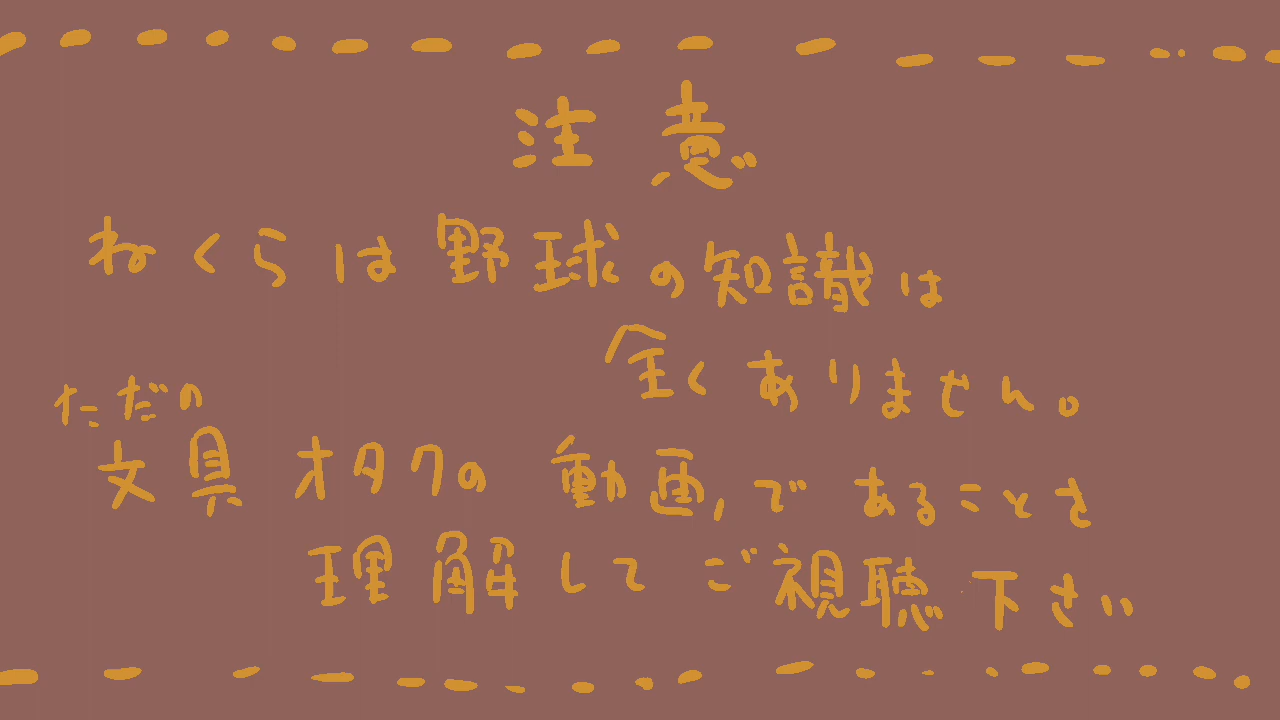 注意
ねくらは野球の知識は
全くありません。
ただの
文具オタクの動画であることを
理解してご視聴下さい